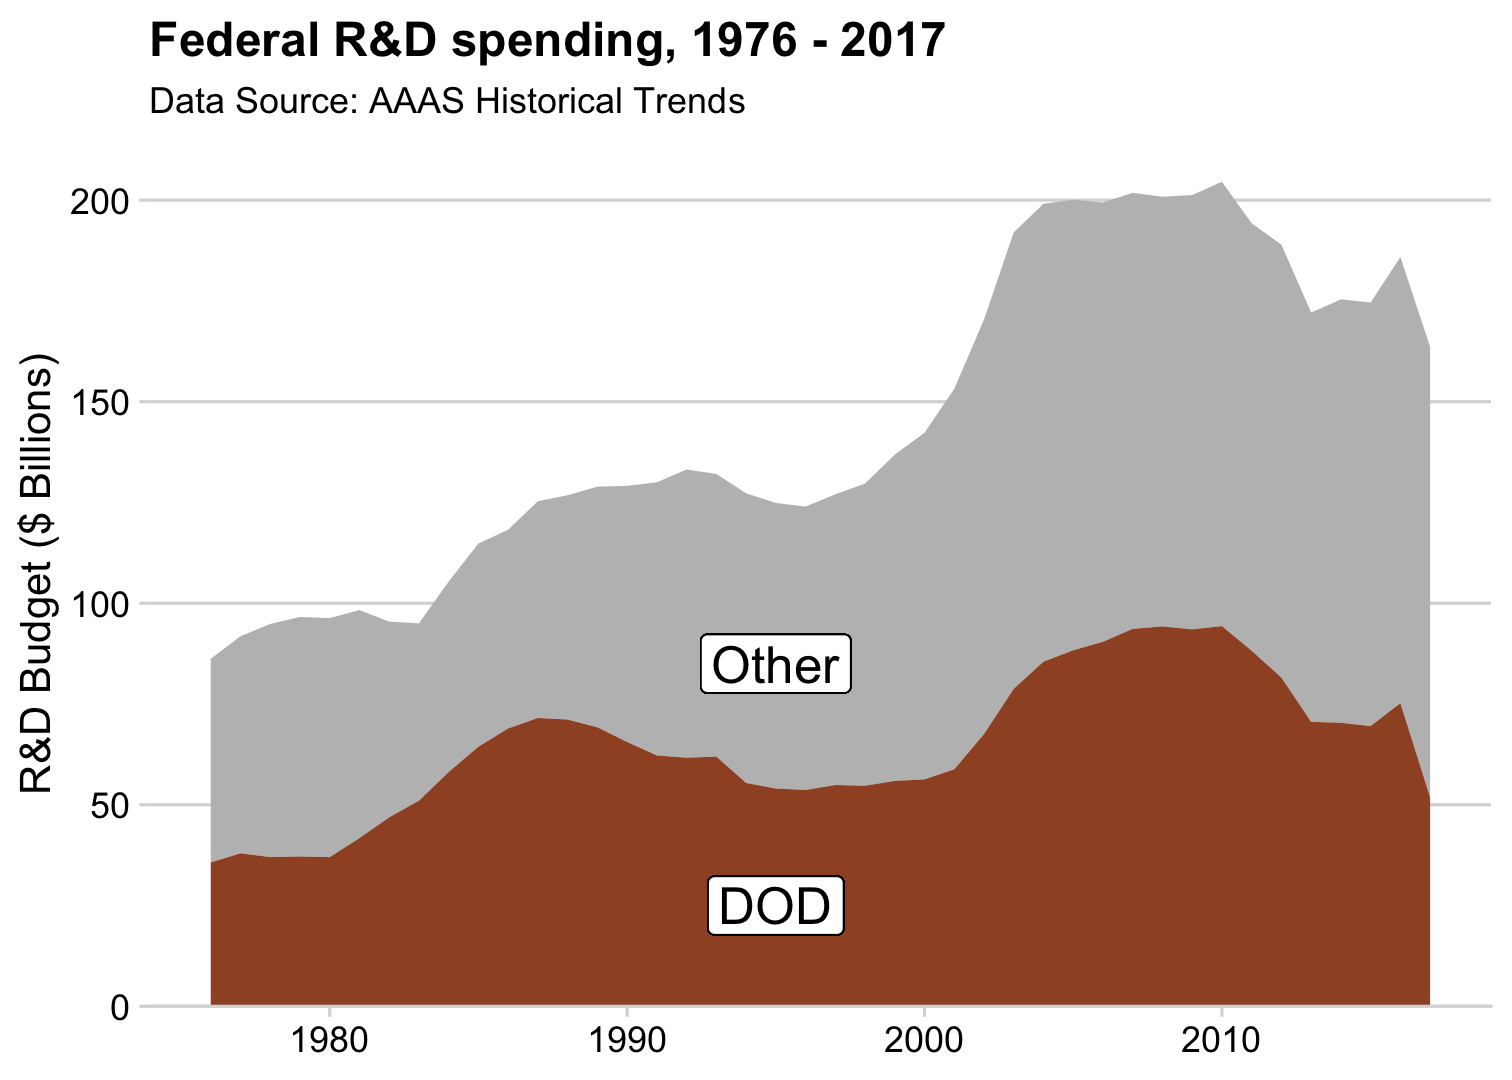 Federal R&D spending, 1976 - 2017
Data Source: AAAS Historical Trends
R&D Budget ($ Billions)
200
150
100
50
0
Other
DOD
1980
1990
2000
2010